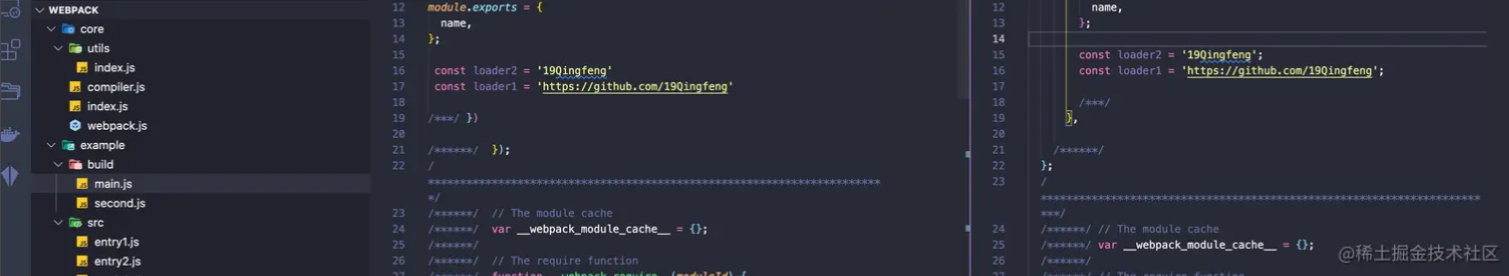 WEBPACK
core
utils
index.js
compiler.js
index.js
webpack.js
example
build
main.js
second.js
src
entry1.js
entry2.js
12 module.exports = {
13 name,
14 };
15
16 const loader2 = '19Qingfeng'
17 const loader1 = 'https://github.com/19Qingfeng'
18
19 /***/ })
20
21 /******/ });
22 /
************************************************************************
*/
23 /******/ // The module cache
24 /******/ var __webpack_module_cache__ = {};
25 /******/
26 /******/ // The require function
12 name,
13 };
14
15 const loader2 = '19Qingfeng';
16 const loader1 = 'https://github.com/19Qingfeng';
17
18 /***/
19 },
20
21 /******/
22 };
23 /
**********************************************************************
***/
24 /******/ // The module cache
25 /******/ var __webpack_module_cache__ = {};
26 /******/
@稀土掘金技术社区